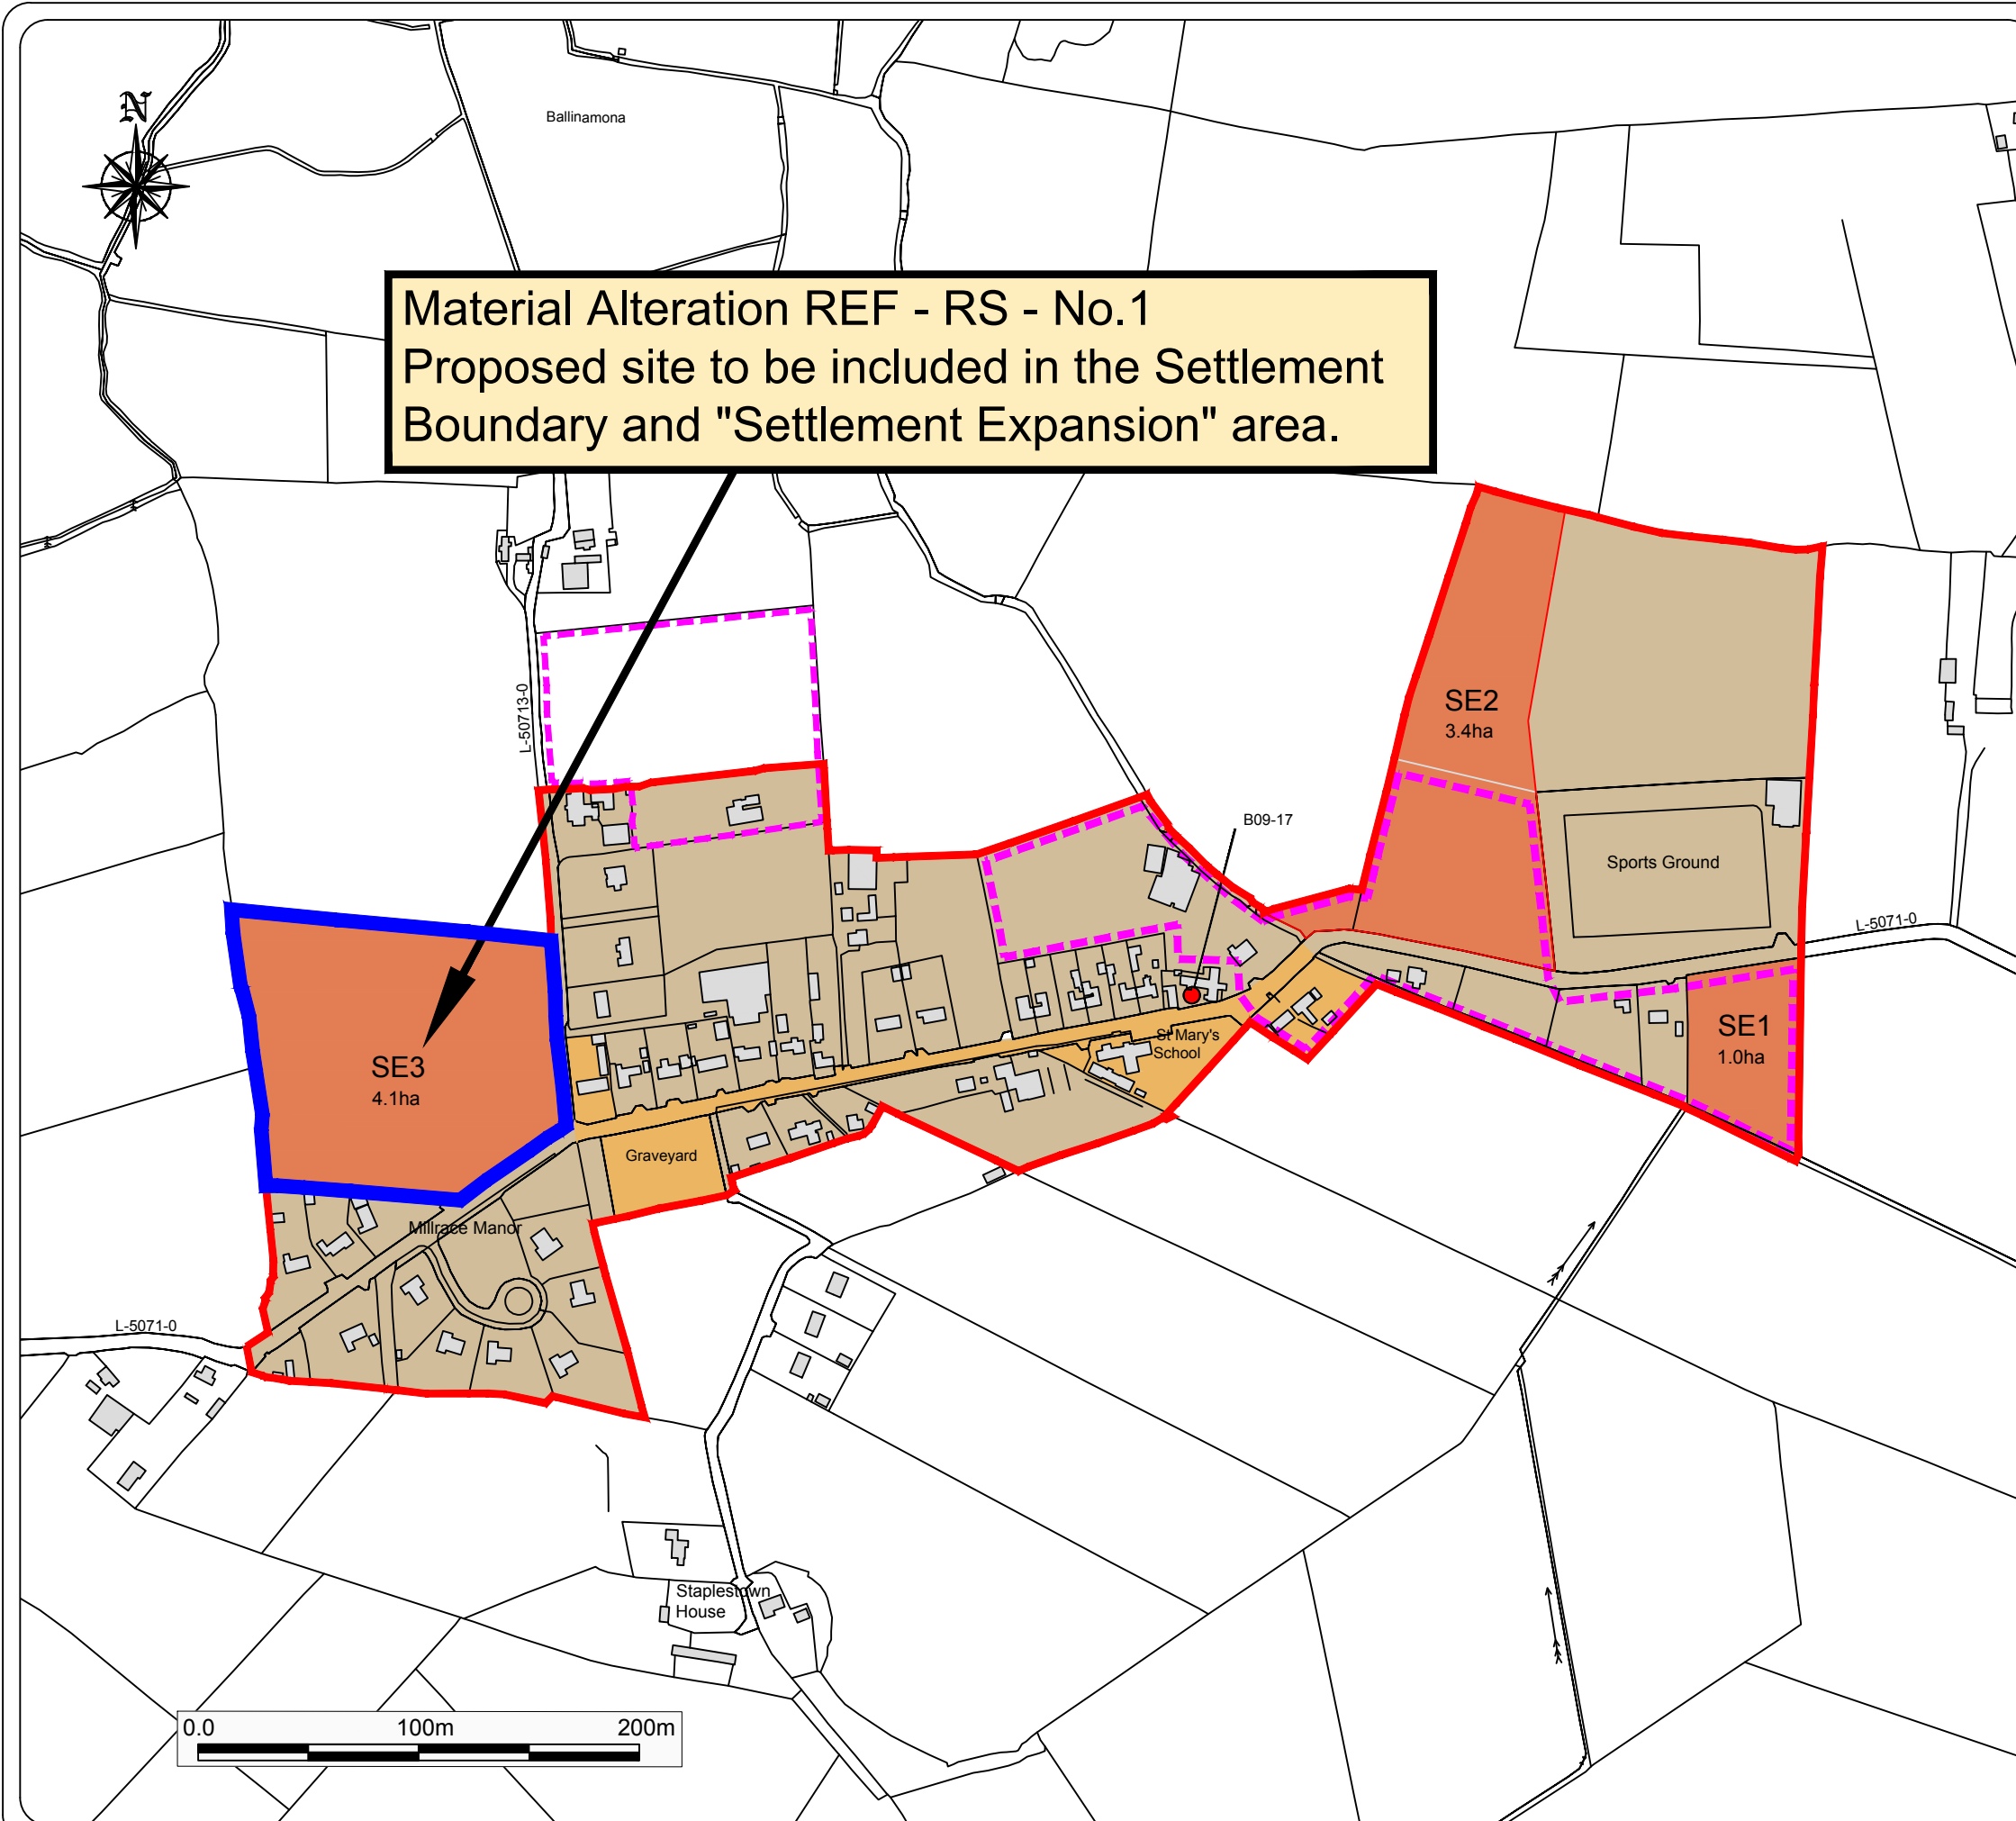 N
Ballinamona
Material Alteration REF - RS - No.1
Proposed site to be included in the Settlement
Boundary and "Settlement Expansion" area.
L-50713-0
SE2
3.4ha
B09-17
Sports Ground
L-5071-0
SE1
1.0ha
St Mary's
School
SE3
4.1ha
Graveyard
Millrace Manor
L-5071-0
Staplestown
House
0.0 100m 200m